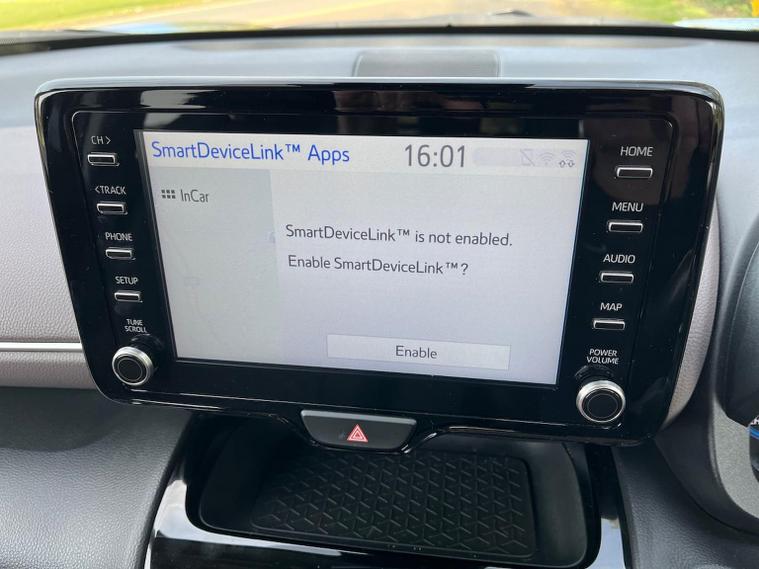 CH >
<TRACK
PHONE
SETUP
TUNE
SCROLL
SmartDeviceLink™ Apps
16:01
InCar
SmartDeviceLink™ is not enabled.
Enable SmartDeviceLink™?
Enable
HOME
MENU
AUDIO
MAP
POWER
VOLUME